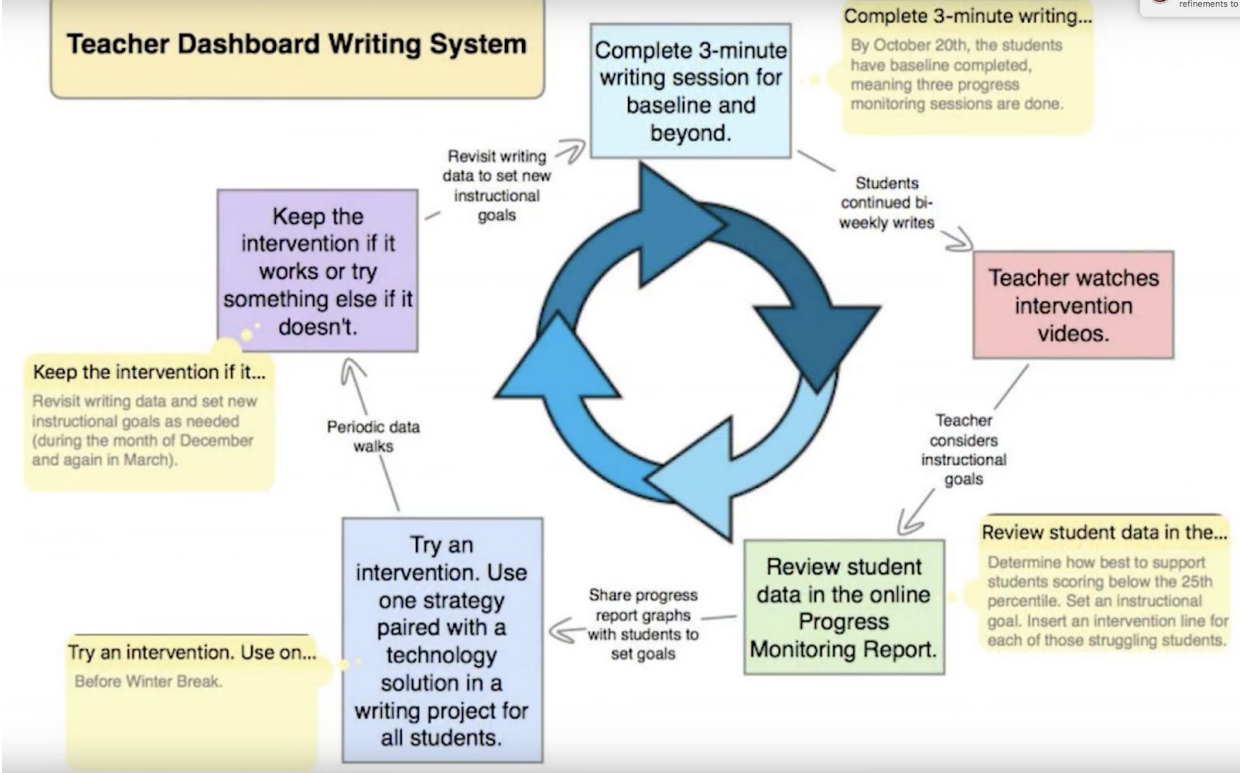 refinements to
Teacher Dashboard Writing System
Complete 3-minute
writing session for
baseline and
beyond.
Complete 3-minute writing...
By October 20th, the students
have baseline completed,
meaning three progress
monitoring sessions are done.
Revisit writing
data to set new
instructional
goals
Students
continued bi-
weekly writes
Keep the
intervention if it
works or try
something else if it
doesn't.
Teacher watches
intervention
videos.
Keep the intervention if it...
Revisit writing data and set new
instructional goals as needed
(during the month of December
and again in March).
Periodic data
walks
Teacher
considers
instructional
goals
Try an
intervention. Use
one strategy
paired with a
technology
solution in a
writing project for
all students.
Share progress
report graphs
with students to
set goals
Review student
data in the online
Progress
Monitoring Report.
Review student data in the...
Determine how best to support
students scoring below the 25th
percentile. Set an instructional
goal. Insert an intervention line for
each of those struggling students.
Try an intervention. Use on...
Before Winter Break.